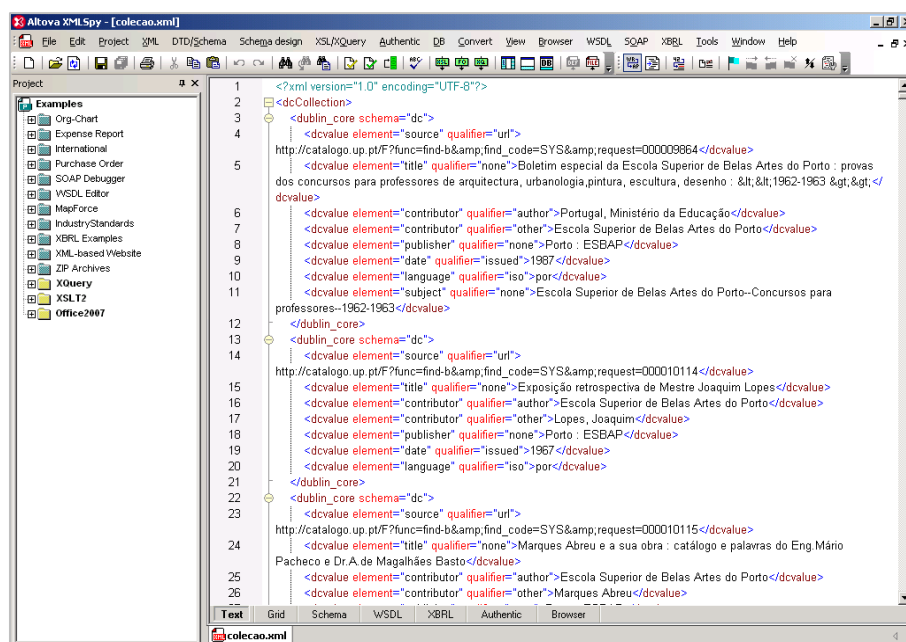 Altova XMLSpy - [colecao.xml]
File Edit Project XML DTD/Schema Schema design XSL/XQuery Authentic DB Convert View Browser WSDL SOAP XBRL Tools Window Help
Project
Examples
Org-Chart
Expense Report
International
Purchase Order
SOAP Debugger
WSDL Editor
MapForce
IndustryStandards
XBRL Examples
XML-based Website
ZIP Archives
XQuery
XSLT2
Office2007
1 <?xml version="1.0" encoding="UTF-8"?>
2 <dcCollection>
3 <dublin_core schema="dc">
4 <dcvalue element="source" qualifier="url">
http://catalogo.up.pt/F?func=find-b&amp;find_code=SYS&amp;request=000009864</dcvalue>
5 <dcvalue element="title" qualifier="none">Boletim especial da Escola Superior de Belas Artes do Porto : provas
dos concursos para professores de arquitectura, urbanologia,pintura, escultura, desenho : &lt;&lt;1962-1963 &gt;&gt;</
dcvalue>
6 <dcvalue element="contributor" qualifier="author">Portugal, Ministério da Educação</dcvalue>
7 <dcvalue element="contributor" qualifier="other">Escola Superior de Belas Artes do Porto</dcvalue>
8 <dcvalue element="publisher" qualifier="none">Porto : ESBAP</dcvalue>
9 <dcvalue element="date" qualifier="issued">1987</dcvalue>
10 <dcvalue element="language" qualifier="iso">por</dcvalue>
11 <dcvalue element="subject" qualifier="none">Escola Superior de Belas Artes do Porto--Concursos para
professores--1962-1963</dcvalue>
12 </dublin_core>
13 <dublin_core schema="dc">
14 <dcvalue element="source" qualifier="url">
http://catalogo.up.pt/F?func=find-b&amp;find_code=SYS&amp;request=000010114</dcvalue>
15 <dcvalue element="title" qualifier="none">Exposição retrospectiva de Mestre Joaquim Lopes</dcvalue>
16 <dcvalue element="contributor" qualifier="author">Escola Superior de Belas Artes do Porto</dcvalue>
17 <dcvalue element="contributor" qualifier="other">Lopes, Joaquim</dcvalue>
18 <dcvalue element="publisher" qualifier="none">Porto : ESBAP</dcvalue>
19 <dcvalue element="date" qualifier="issued">1967</dcvalue>
20 <dcvalue element="language" qualifier="iso">por</dcvalue>
21 </dublin_core>
22 <dublin_core schema="dc">
23 <dcvalue element="source" qualifier="url">
http://catalogo.up.pt/F?func=find-b&amp;find_code=SYS&amp;request=000010115</dcvalue>
24 <dcvalue element="title" qualifier="none">Marques Abreu e a sua obra : catálogo e palavras do Eng.Mário
Pacheco e Dr.A.de Magalhães Basto</dcvalue>
25 <dcvalue element="contributor" qualifier="author">Escola Superior de Belas Artes do Porto</dcvalue>
26 <dcvalue element="contributor" qualifier="other">Marques Abreu</dcvalue>
Text Grid Schema WSDL XBRL Authentic Browser
colecao.xml